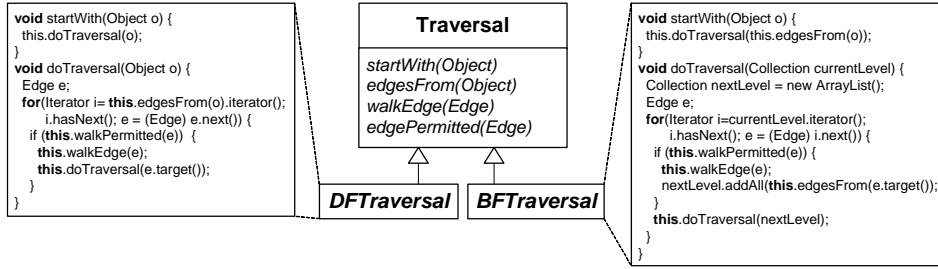 void startWith(Object o) {
this.doTraversal(o);
}
void doTraversal(Object o) {
Edge e;
for(Iterator i= this.edgesFrom(o).iterator();
i.hasNext(); e = (Edge) e.next()) {
if (this.walkPermitted(e)) {
this.walkEdge(e);
this.doTraversal(e.target());
}
}
Traversal
startWith(Object)
edgesFrom(Object)
walkEdge(Edge)
edgePermitted(Edge)
DFTraversal
BFTraversal
void startWith(Object o) {
this.doTraversal(this.edgesFrom(o));
}
void doTraversal(Collection currentLevel) {
Collection nextLevel = new ArrayList();
Edge e;
for(Iterator i=currentLevel.iterator();
i.hasNext(); e = (Edge) i.next()) {
if (this.walkPermitted(e)) {
this.walkEdge(e);
nextLevel.addAll(this.edgesFrom(e.target());
}
this.doTraversal(nextLevel);
}
}